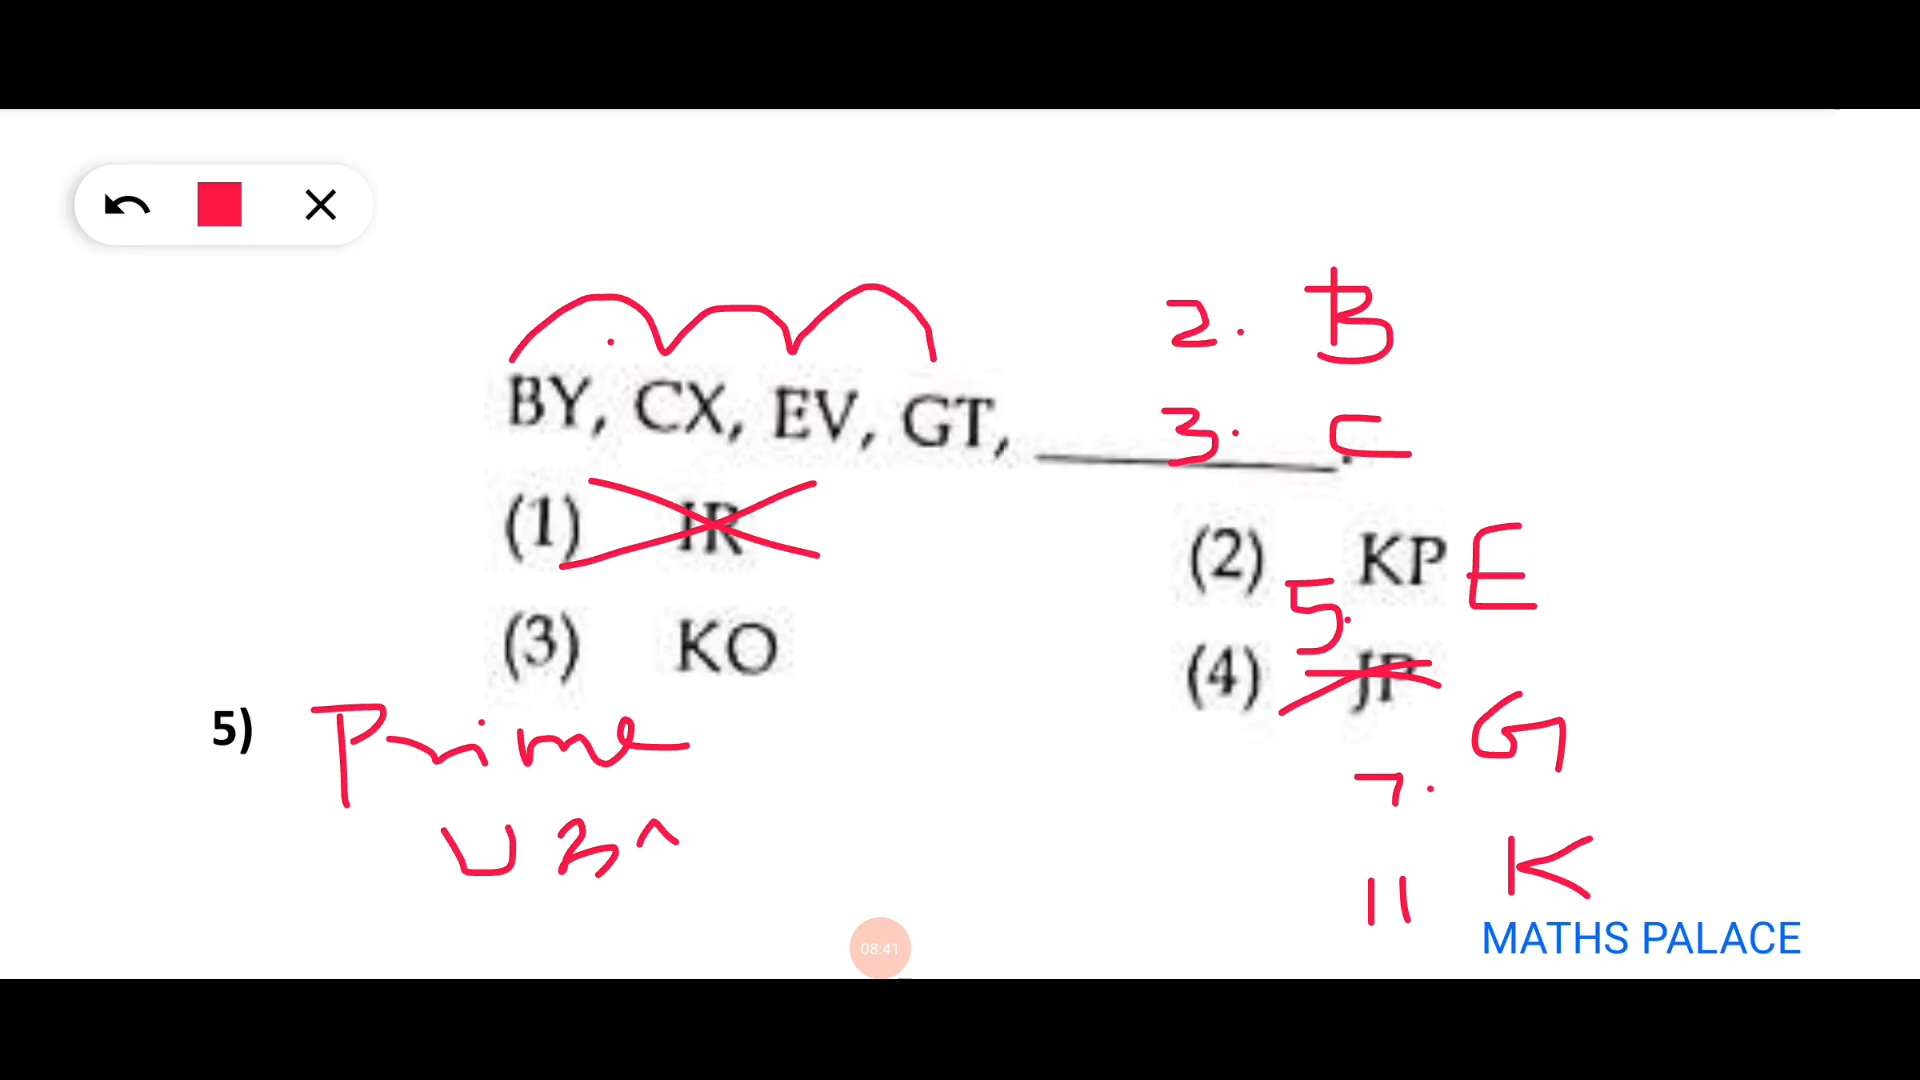 2. B
BY, CX, EV, GT, ________.
3. C
(1) IR
(2) KP E
5.
(3) KO
(4) JP
5) Prime
G
7.
K
11
MATHS PALACE
08:41